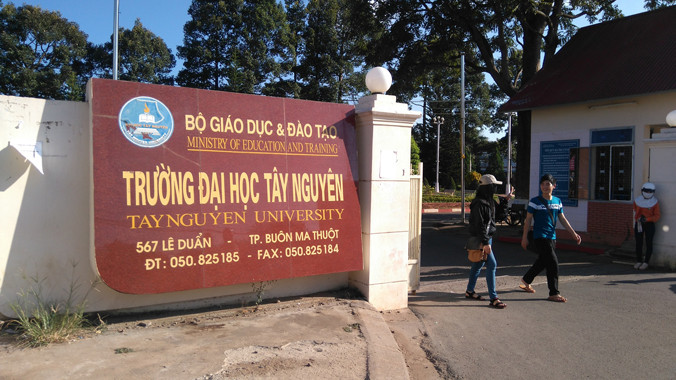 BỘ GIÁO DỤC & ĐÀO TẠO
MINISTRY OF EDUCATION AND TRAINING
TRƯỜNG ĐẠI HỌC TÂY NGUYÊN
TAYNGUYEN UNIVERSITY
567 LÊ DUẨN - TP. BUÔN MA THUỘT
ĐT: 050.825185 - FAX: 050.825184